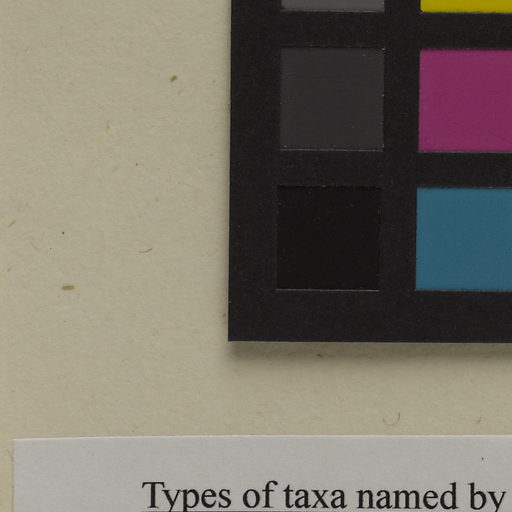 Types of taxa named by